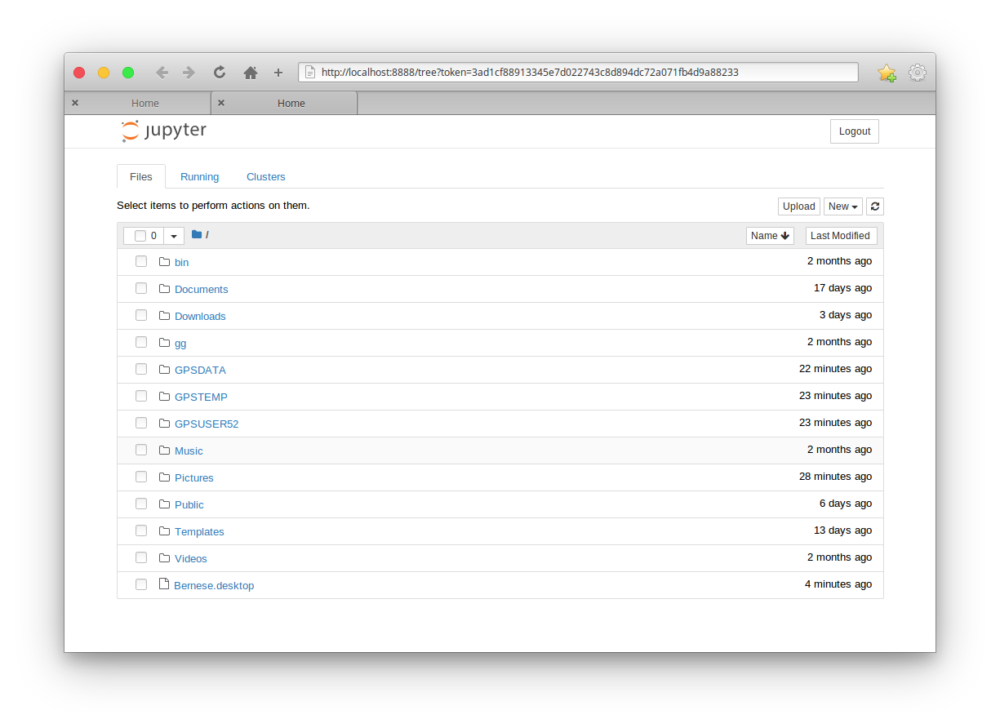 http://localhost:8888/tree?token=3ad1cf88913345e7d022743c8d894dc72a071fb4d9a88233
Home Home
jupyter Logout
Files Running Clusters
Select items to perform actions on them. Upload New
0 / Name Last Modified
bin 2 months ago
Documents 17 days ago
Downloads 3 days ago
gg 2 months ago
GPSDATA 22 minutes ago
GPSTEMP 23 minutes ago
GPSUSER52 23 minutes ago
Music 2 months ago
Pictures 28 minutes ago
Public 6 days ago
Templates 13 days ago
Videos 2 months ago
Bernese.desktop 4 minutes ago